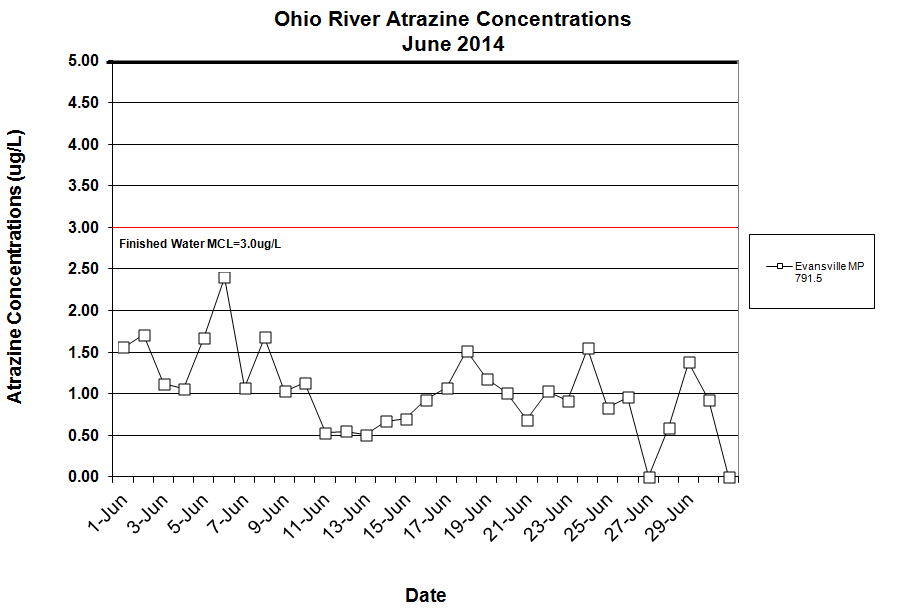 Ohio River Atrazine Concentrations
June 2014
Atrazine Concentrations (ug/L)
5.00
4.50
4.00
3.50
3.00
Finished Water MCL=3.0ug/L
2.50
2.00
1.50
1.00
0.50
0.00
Evansville MP
791.5
1-Jun
3-Jun
5-Jun
7-Jun
9-Jun
11-Jun
13-Jun
15-Jun
17-Jun
19-Jun
21-Jun
23-Jun
25-Jun
27-Jun
29-Jun
Date